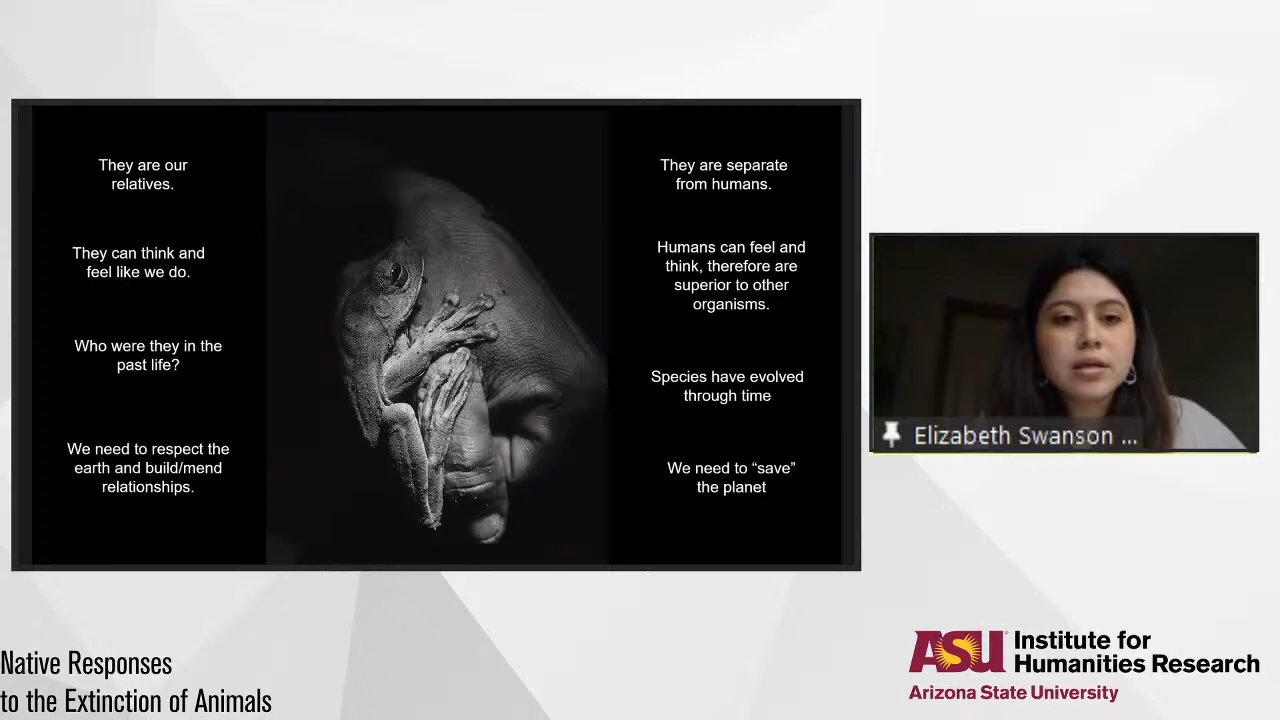 They are our
relatives.
They can think and
feel like we do.
Who were they in the
past life?
We need to respect the
earth and build/mend
relationships.
They are separate
from humans.
Humans can feel and
think, therefore are
superior to other
organisms.
Species have evolved
through time
We need to “save”
the planet
Elizabeth Swanson ...
Native Responses
to the Extinction of Animals
ASU Institute for
Humanities Research
Arizona State University